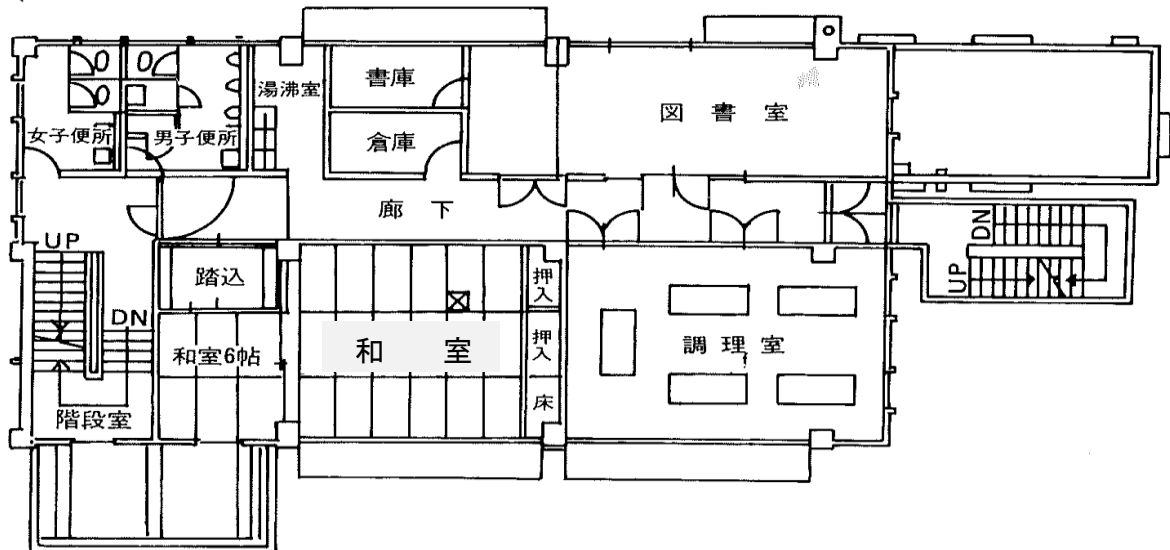 湯沸室
書庫
図書室
女子便所
男子便所
倉庫
廊下
UP
DN
踏込
押入
DN
UP
和室6帖
和室
押入
調理室
床
階段室